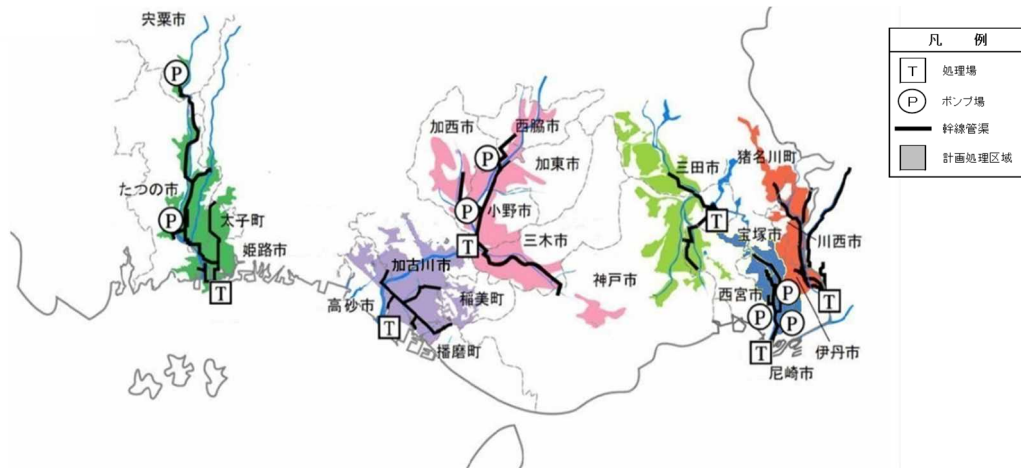 宍粟市
P
たつの市
P
太子町
姫路市
T
加西市
西脇市
P
加東市
P
小野市
T
三木市
加古川市
高砂市
稲美町
T
播磨町
神戸市
三田市
T
猪名川町
宝塚市
川西市
西宮市
P
T
P
P
伊丹市
T
尼崎市
凡 例
T 処理場
P ポンプ場
幹線管渠
計画処理区域